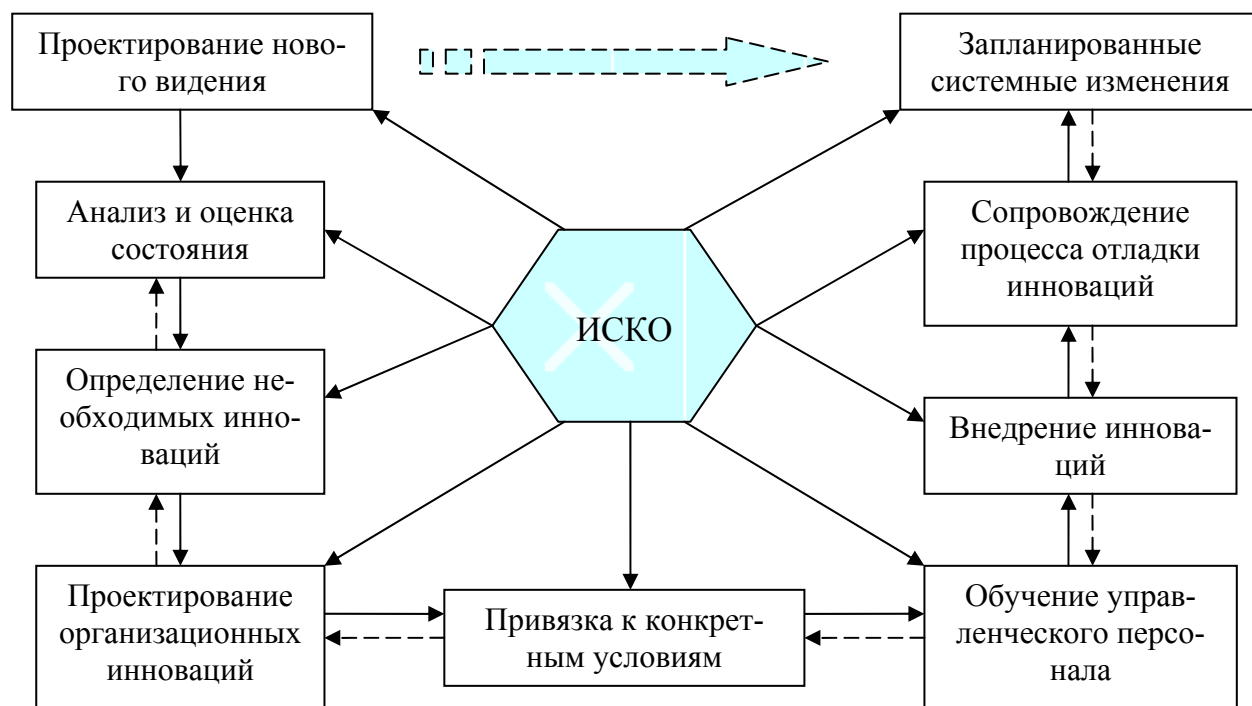 Проектирование ново-
го видения
Запланированные
системные изменения
Анализ и оценка
состояния
Сопровождение
процесса отладки
инноваций
ИСКО
Определение не-
обходимых инно-
ваций
Внедрение иннова-
ций
Проектирование
организационных
инноваций
Привязка к конкрет-
ным условиям
Обучение управ-
ленческого персо-
нала